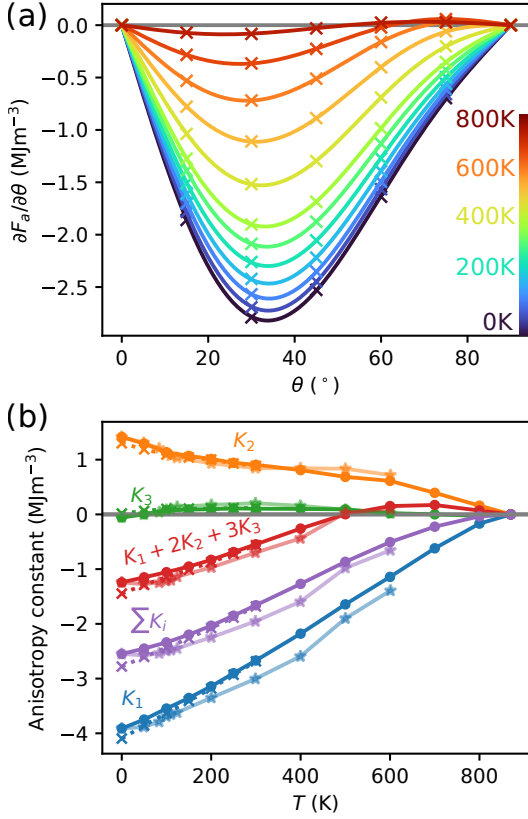 (a)
0.0
−0.5
−1.0
−1.5
−2.0
−2.5
∂F_a/∂θ (MJm⁻³)
800K
600K
400K
200K
0K
0 20 40 60 80
θ (°)
(b)
1
0
−1
−2
−3
−4
Anisotropy constant (MJm⁻³)
K₂
K₃
K₁ + 2K₂ + 3K₃
∑K_i
K₁
0 200 400 600 800
T (K)